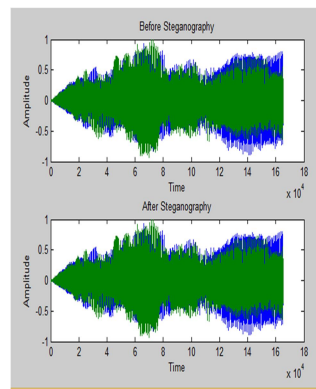 Before Steganography
1
0.5
0
-0.5
-1
Amplitude
0 2 4 6 8 10 12 14 16 18
Time
x 10^4
After Steganography
1
0.5
0
-0.5
-1
Amplitude
0 2 4 6 8 10 12 14 16 18
Time
x 10^4